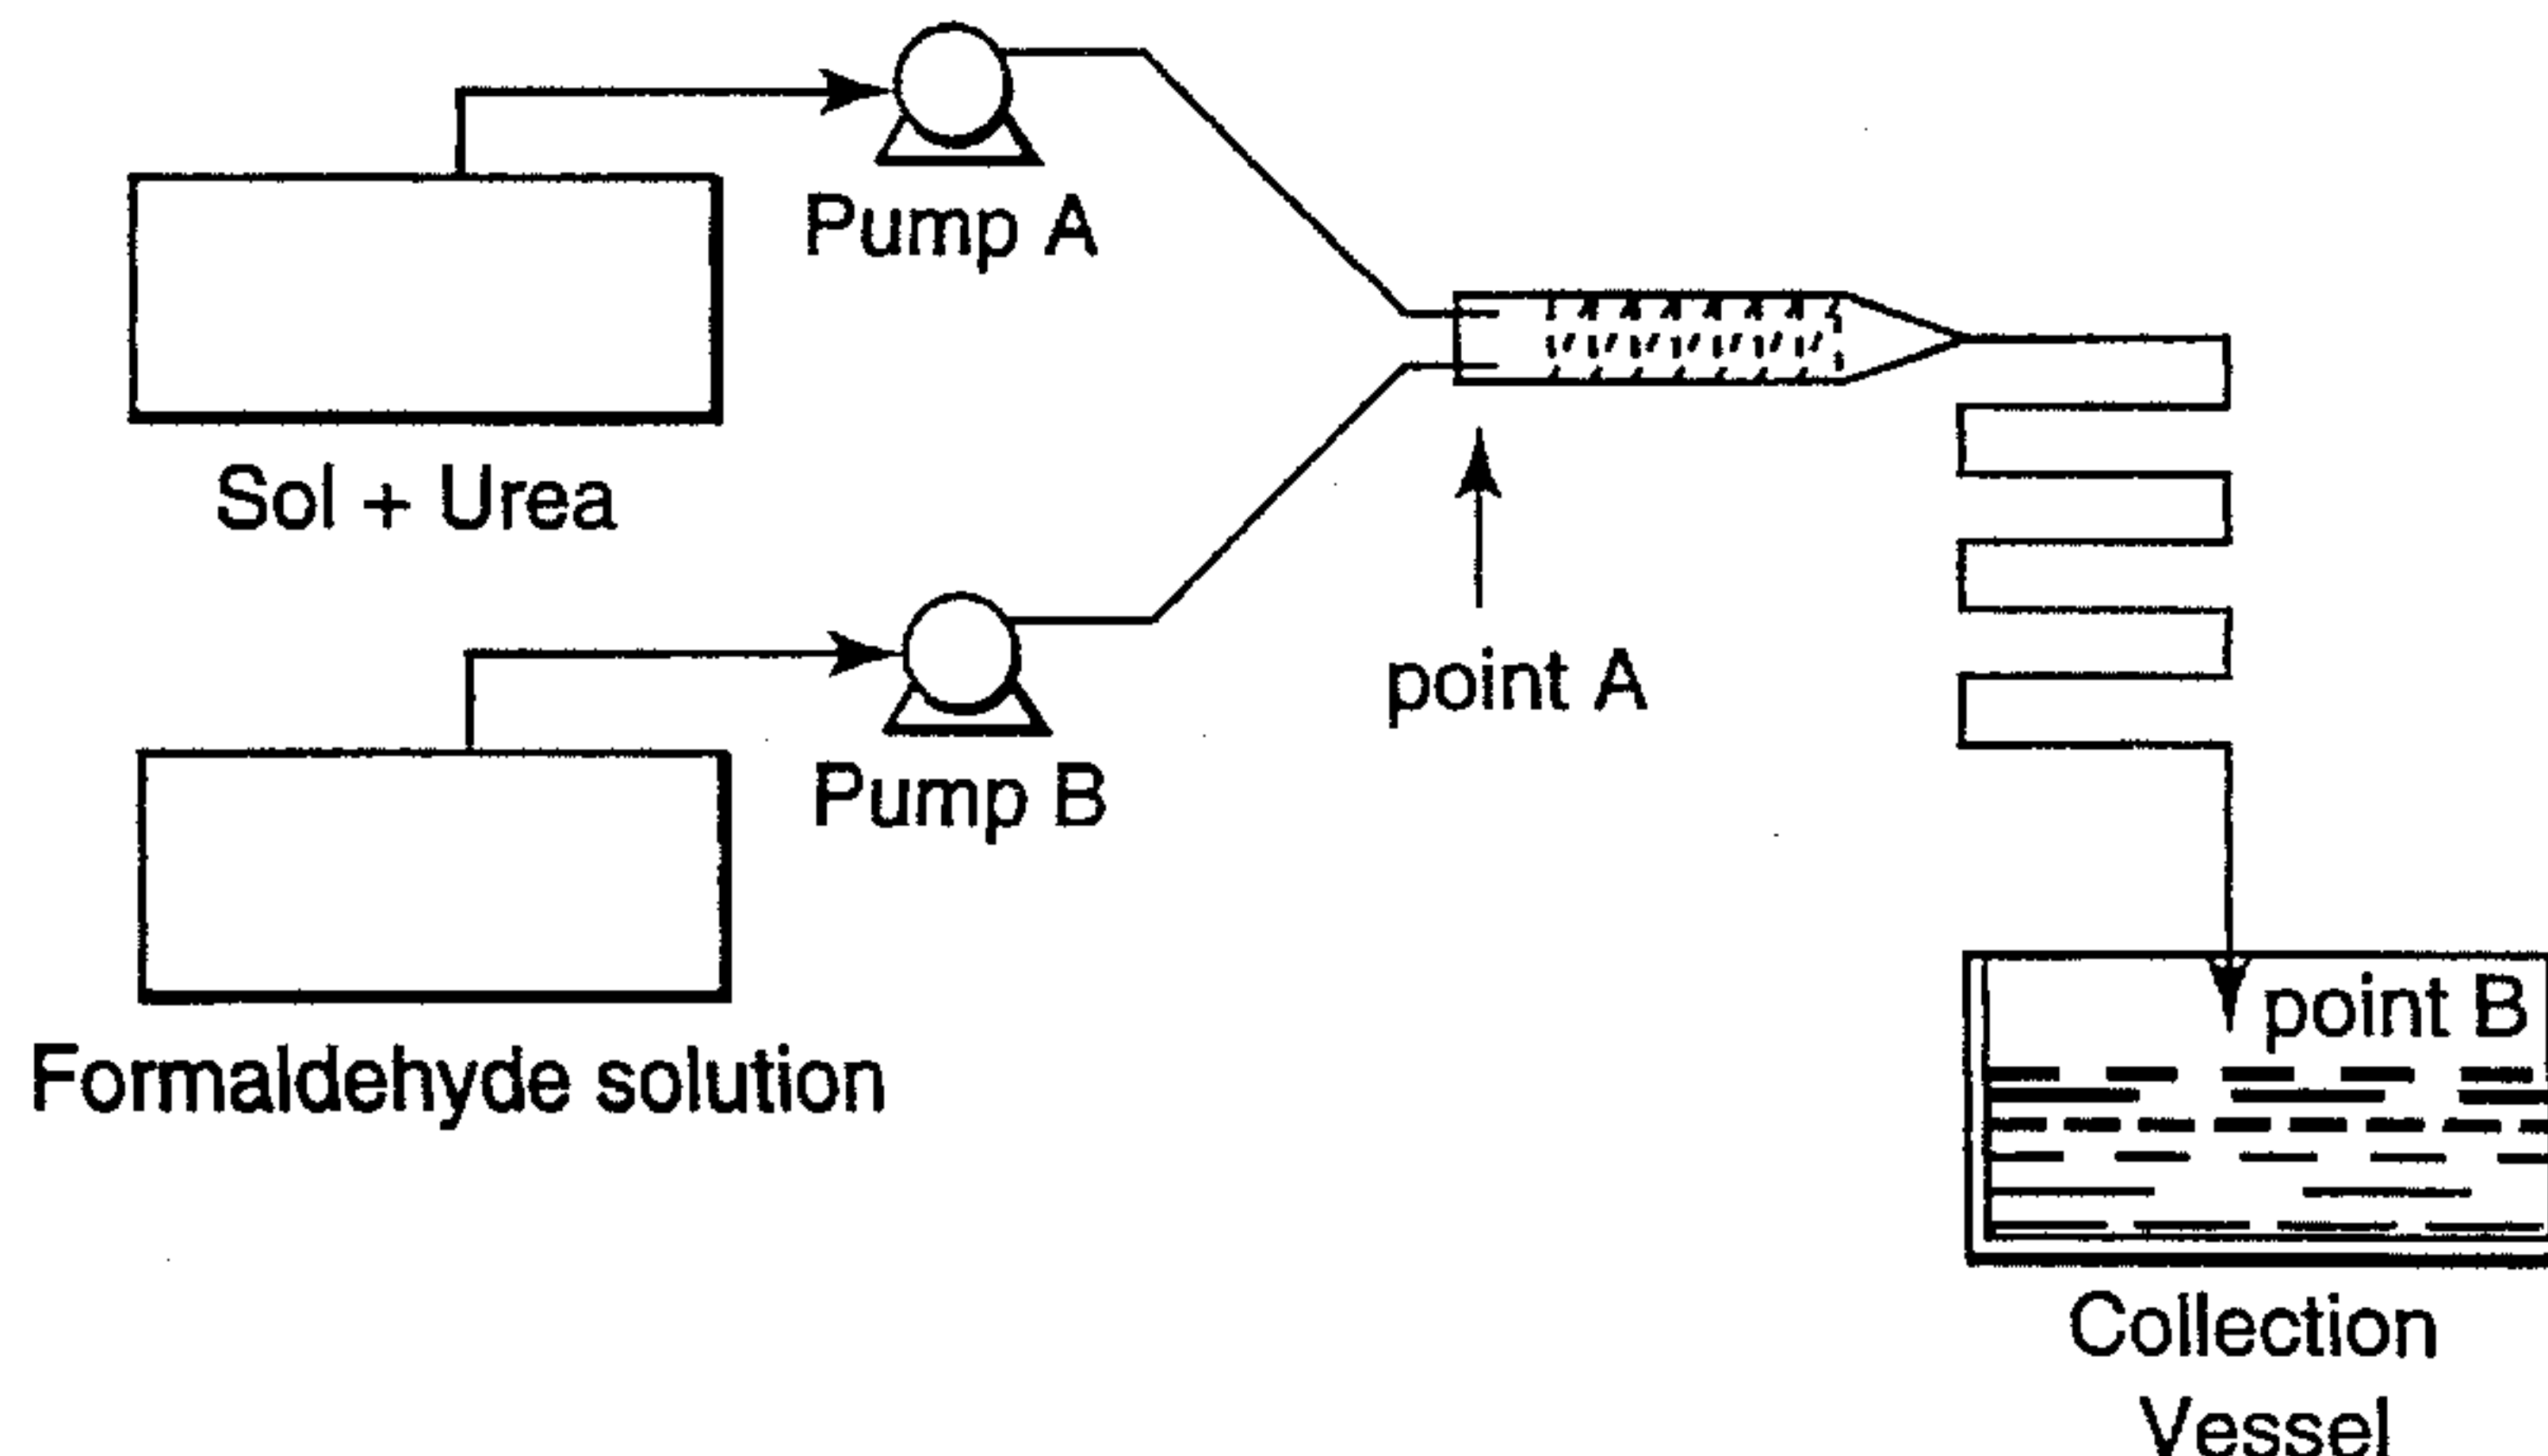 Pump A
Sol + Urea
point A
Pump B
point B
Formaldehyde solution
Collection
Vessel